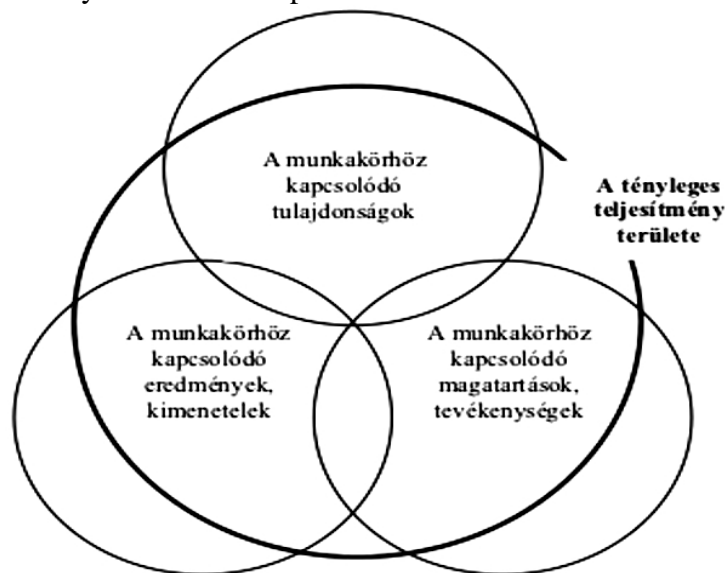 A munkakörhöz
kapcsolódó
tulajdonságok
A tényleges
teljesítmény
területe
A munkakörhöz
kapcsolódó
eredmények,
kimenetelek
A munkakörhöz
kapcsolódó
magatartások,
tevékenységek